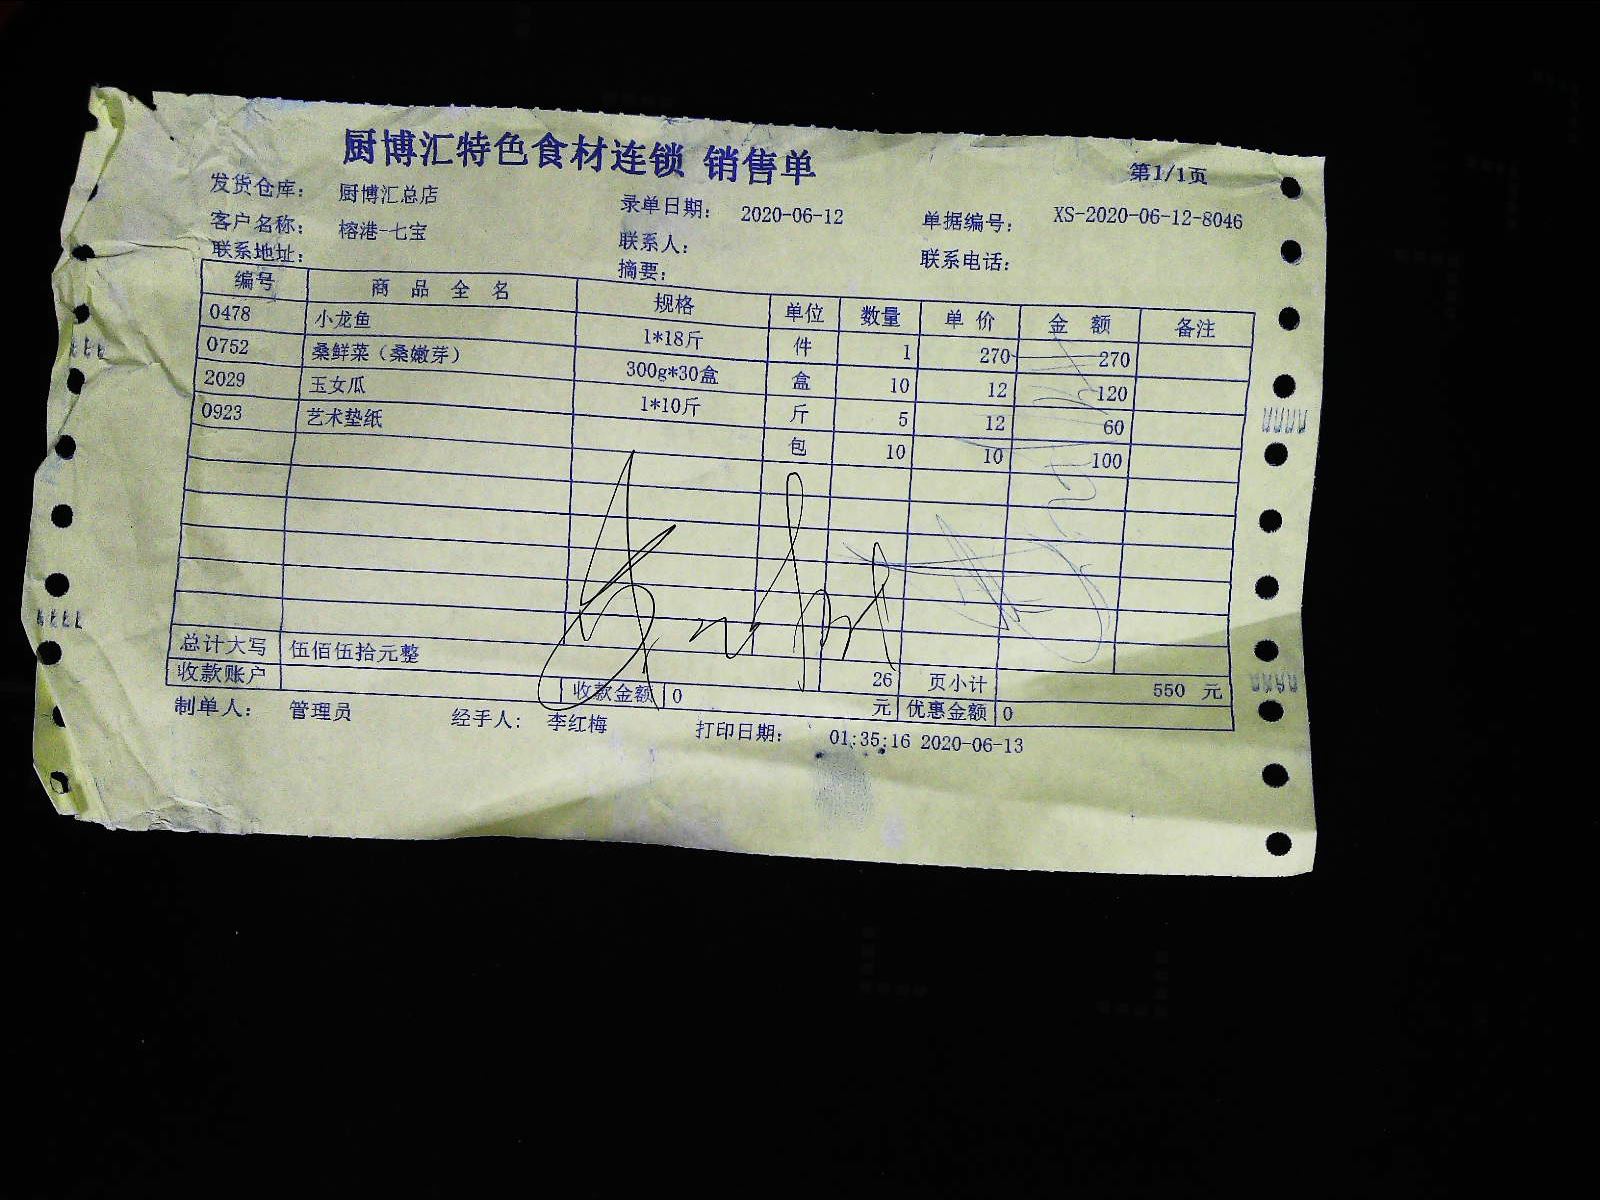 厨博汇特色食材连锁 销售单
第1/1页
发货仓库: 厨博汇总店 录单日期: 2020-06-12 单据编号: XS-2020-06-12-8046
客户名称: 榕港-七宝 联系人: 联系电话:
联系地址: 摘要:
编号 商品全名 规格 单位 数量 单价 金额 备注
0478 小龙鱼 1*18斤 件 1 270 270
0752 桑鲜菜（桑嫩芽） 300g*30盒 盒 10 12 120
2029 玉女瓜 1*10斤 斤 5 12 60
0923 艺术垫纸 包 10 10 100
总计大写 伍佰伍拾元整 26 页小计 550 元
收款账户 收款金额 0 元 优惠金额 0
制单人: 管理员 经手人: 李红梅 打印日期: 01:35:16 2020-06-13